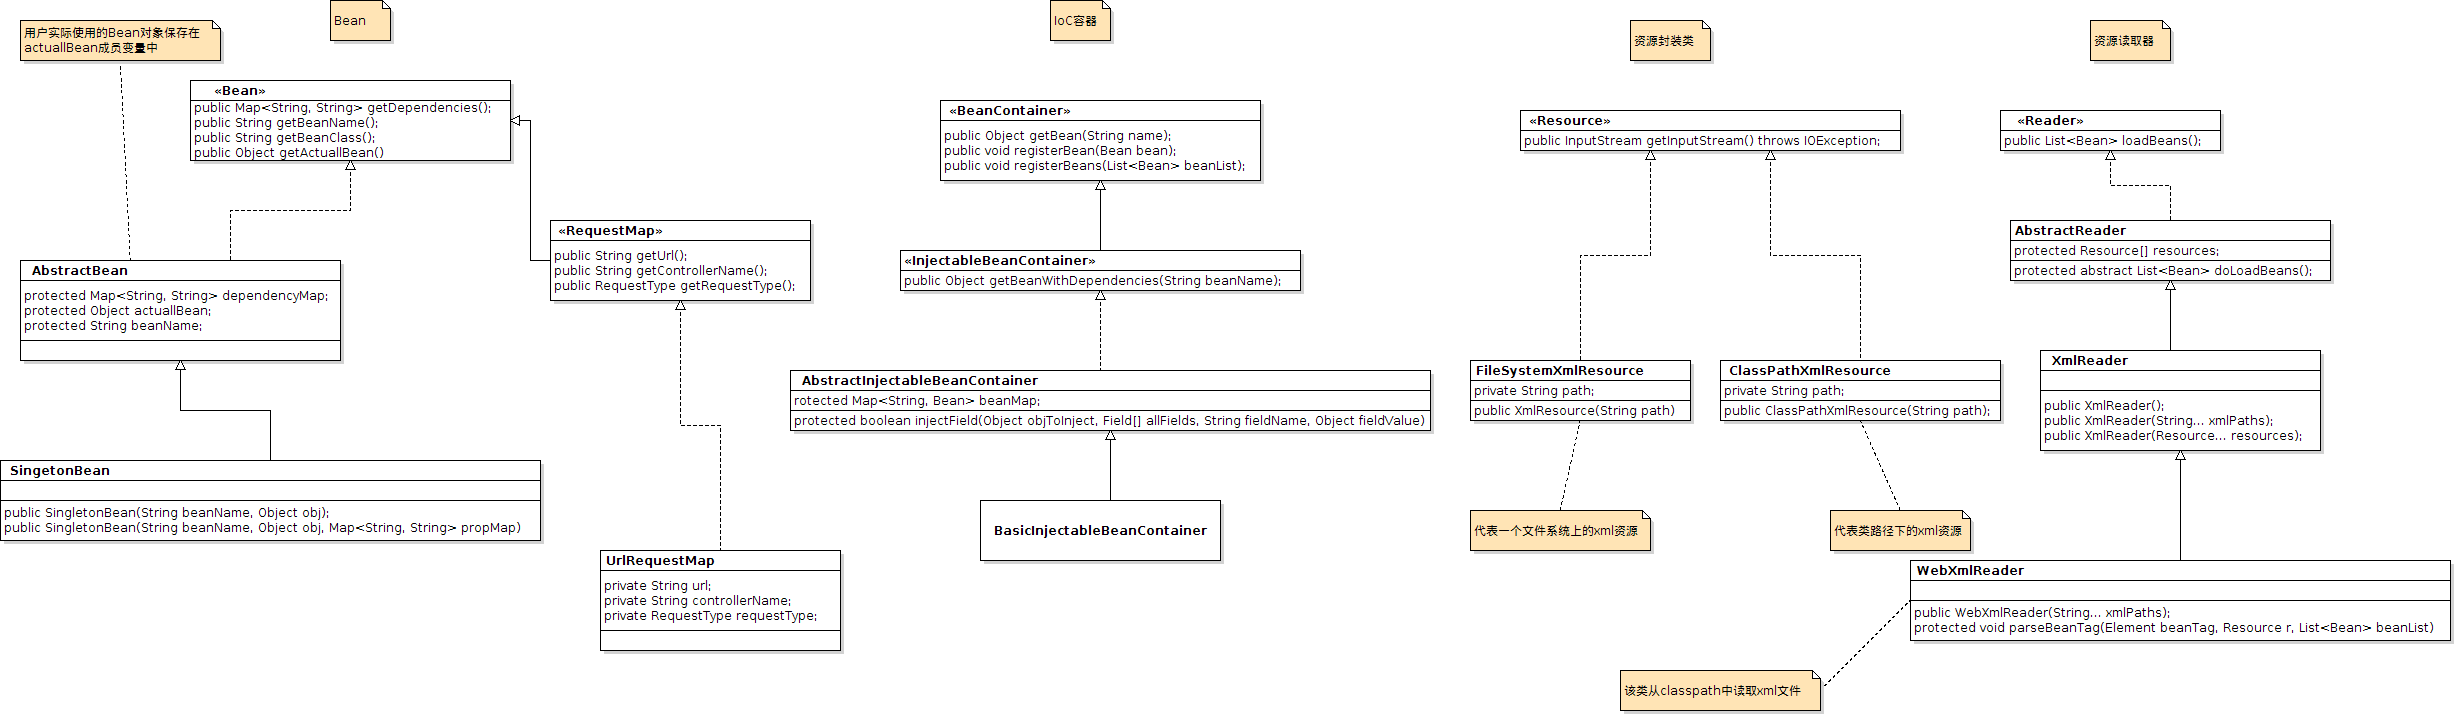 用户实际使用的Bean对象保存在
actuallBean成员变量中
Bean
«Bean»
public Map<String, String> getDependencies();
public String getBeanName();
public String getBeanClass();
public Object getActuallBean()
«RequestMap»
public String getUrl();
public String getControllerName();
public RequestType getRequestType();
AbstractBean
protected Map<String, String> dependencyMap;
protected Object actuallBean;
protected String beanName;
SingetonBean
public SingletonBean(String beanName, Object obj);
public SingletonBean(String beanName, Object obj, Map<String, String> propMap)
UrlRequestMap
private String url;
private String controllerName;
private RequestType requestType;
IoC容器
«BeanContainer»
public Object getBean(String name);
public void registerBean(Bean bean);
public void registerBeans(List<Bean> beanList);
«InjectableBeanContainer»
public Object getBeanWithDependencies(String beanName);
AbstractInjectableBeanContainer
rotected Map<String, Bean> beanMap;
protected boolean injectField(Object objToInject, Field[] allFields, String fieldName, Object fieldValue)
BasicInjectableBeanContainer
资源封装类
«Resource»
public InputStream getInputStream() throws IOException;
FileSystemXmlResource
private String path;
public XmlResource(String path)
ClassPathXmlResource
private String path;
public ClassPathXmlResource(String path);
代表一个文件系统上的xml资源
代表类路径下的xml资源
资源读取器
«Reader»
public List<Bean> loadBeans();
AbstractReader
protected Resource[] resources;
protected abstract List<Bean> doLoadBeans();
XmlReader
public XmlReader();
public XmlReader(String... xmlPaths);
public XmlReader(Resource... resources);
WebXmlReader
public WebXmlReader(String... xmlPaths);
protected void parseBeanTag(Element beanTag, Resource r, List<Bean> beanList)
该类从classpath中读取xml文件